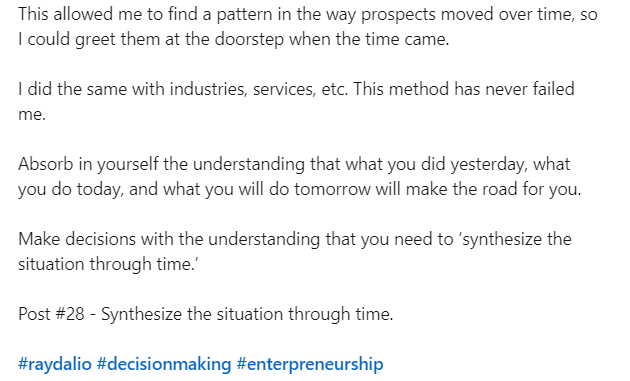 This allowed me to find a pattern in the way prospects moved over time, so
I could greet them at the doorstep when the time came.
I did the same with industries, services, etc. This method has never failed
me.
Absorb in yourself the understanding that what you did yesterday, what
you do today, and what you will do tomorrow will make the road for you.
Make decisions with the understanding that you need to ‘synthesize the
situation through time.’
Post #28 - Synthesize the situation through time.
#raydalio #decisionmaking #enterpreneurship